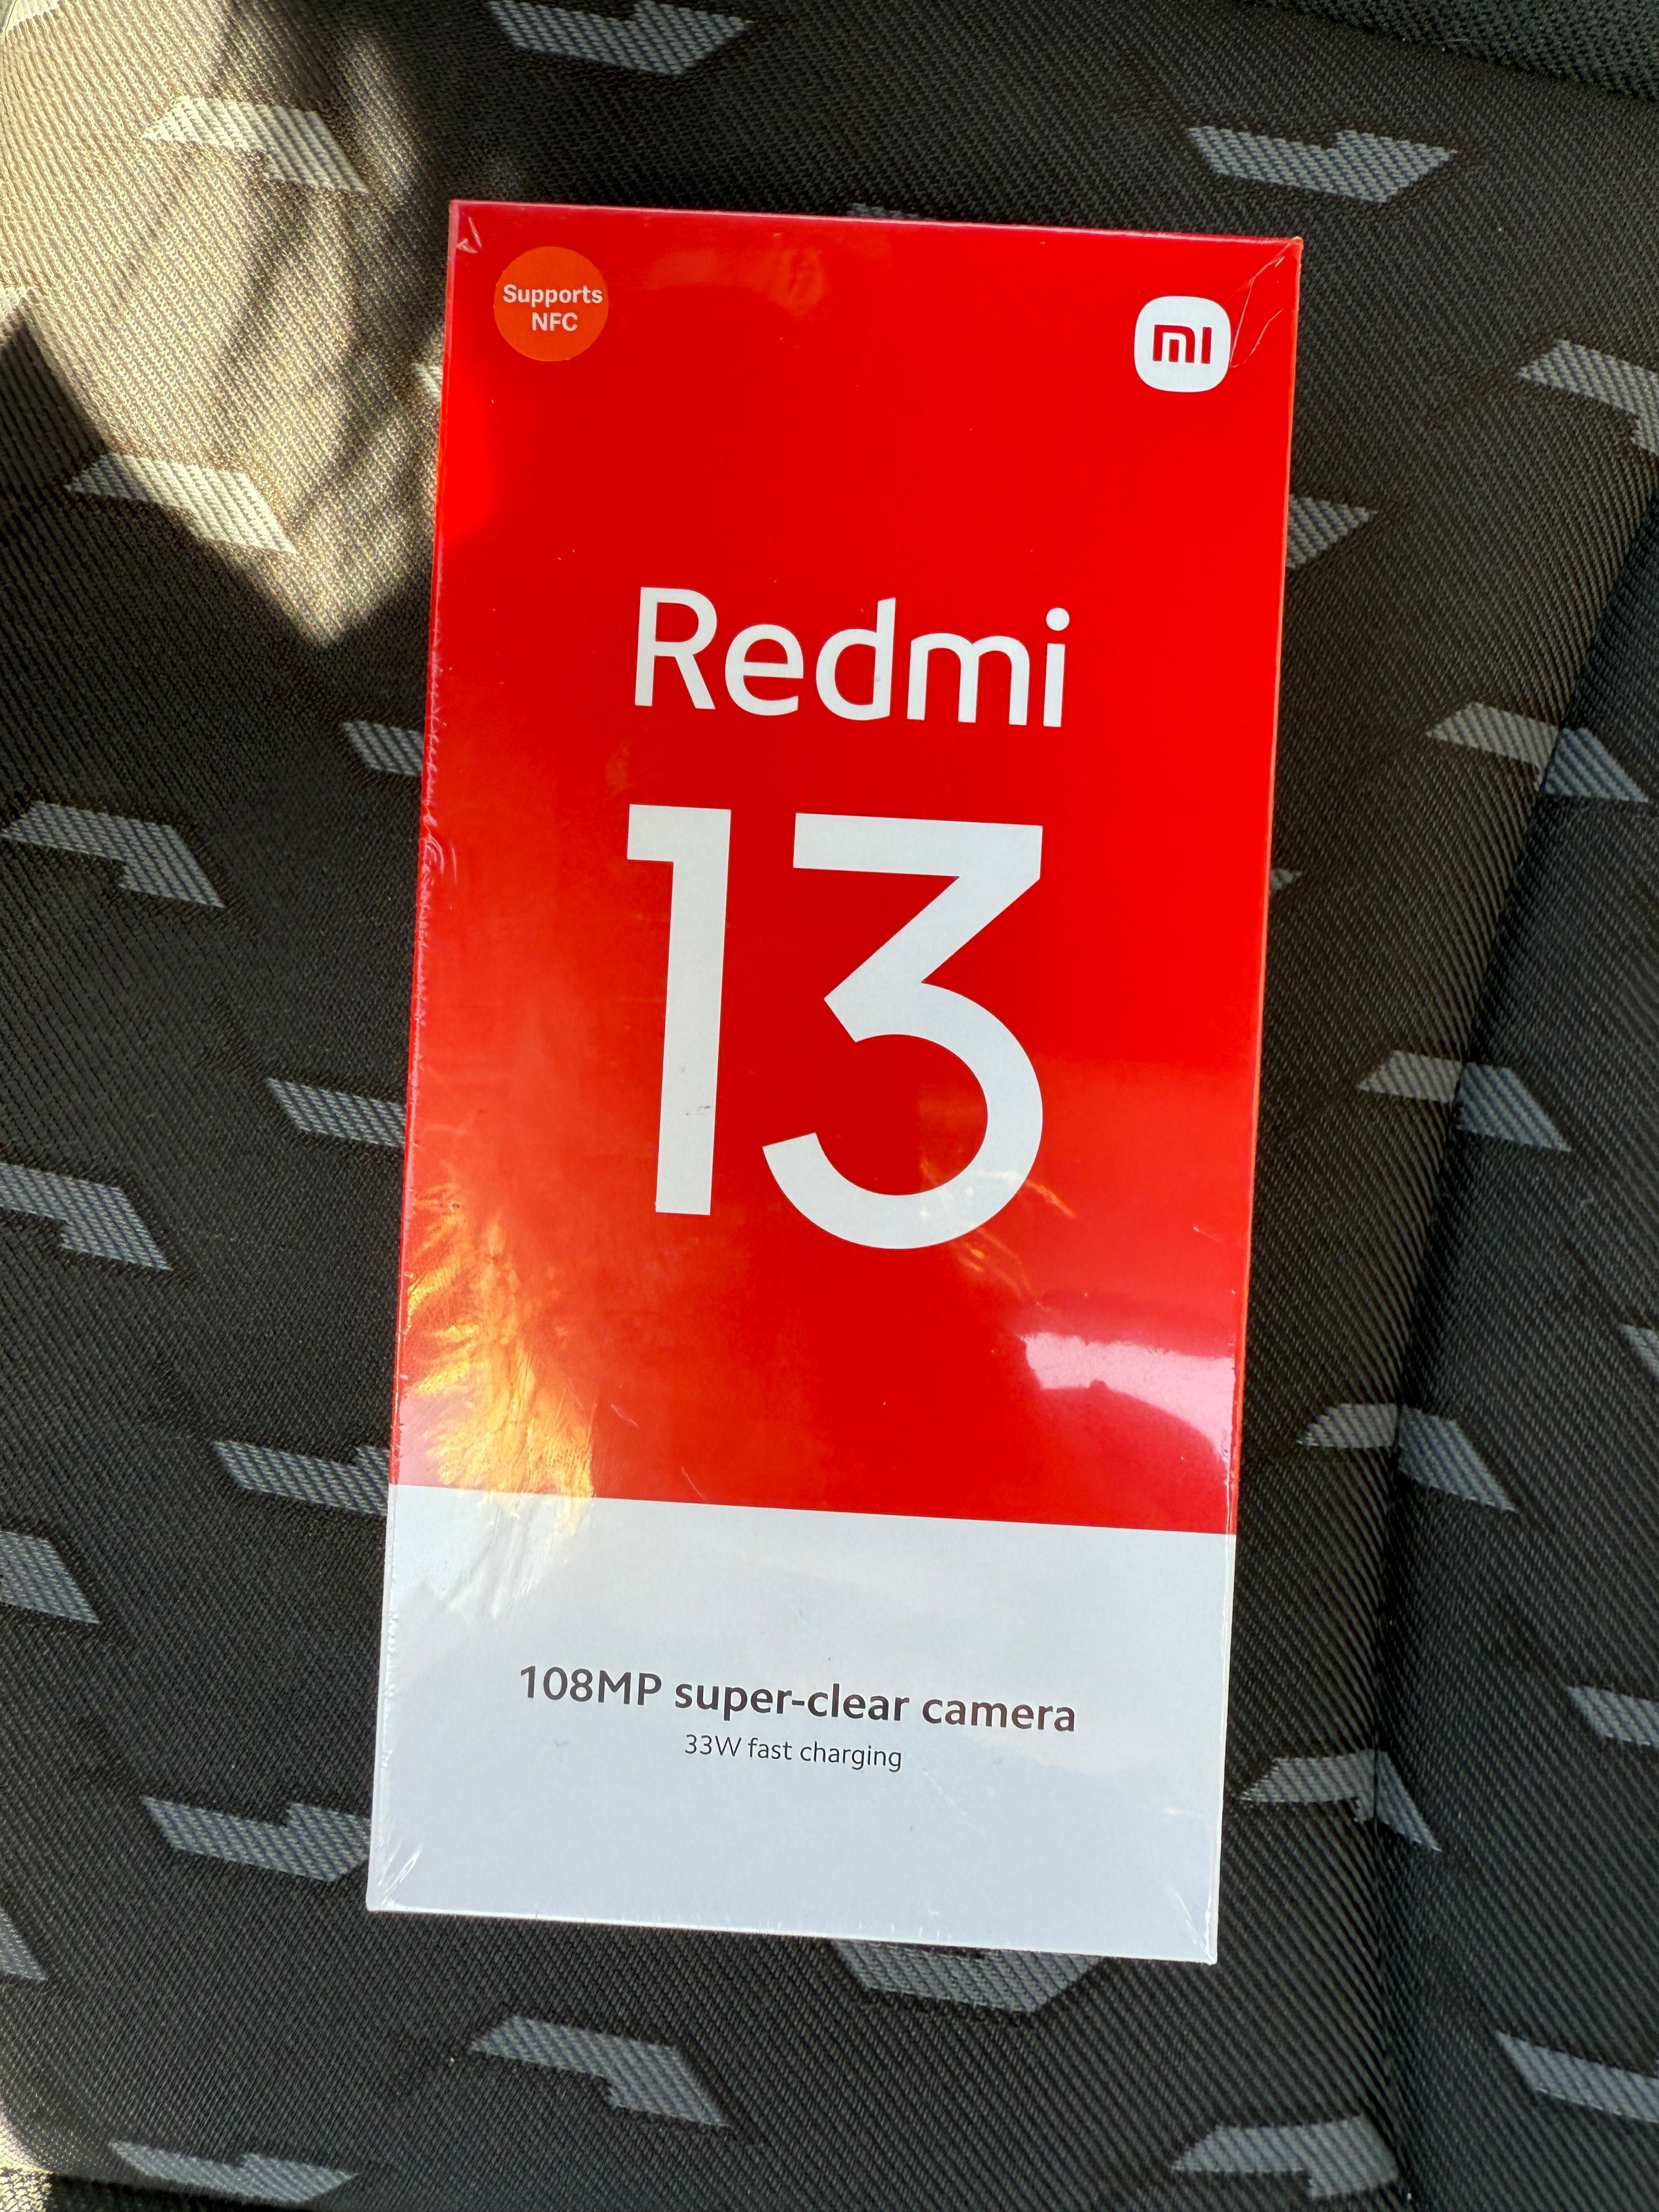 Supports
NFC
mi
Redmi
13
108MP super-clear camera
33W fast charging